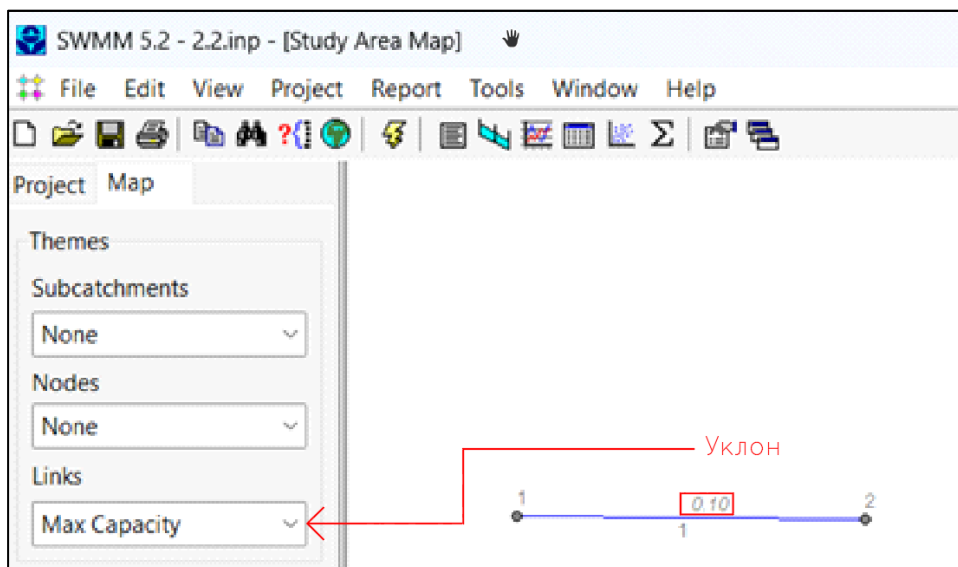 SWMM 5.2 - 2.2.inp - [Study Area Map]
File Edit View Project Report Tools Window Help
Project Map
Themes
Subcatchments
None
Nodes
None
Links
Max Capacity
Уклон
1 0.10 2
1